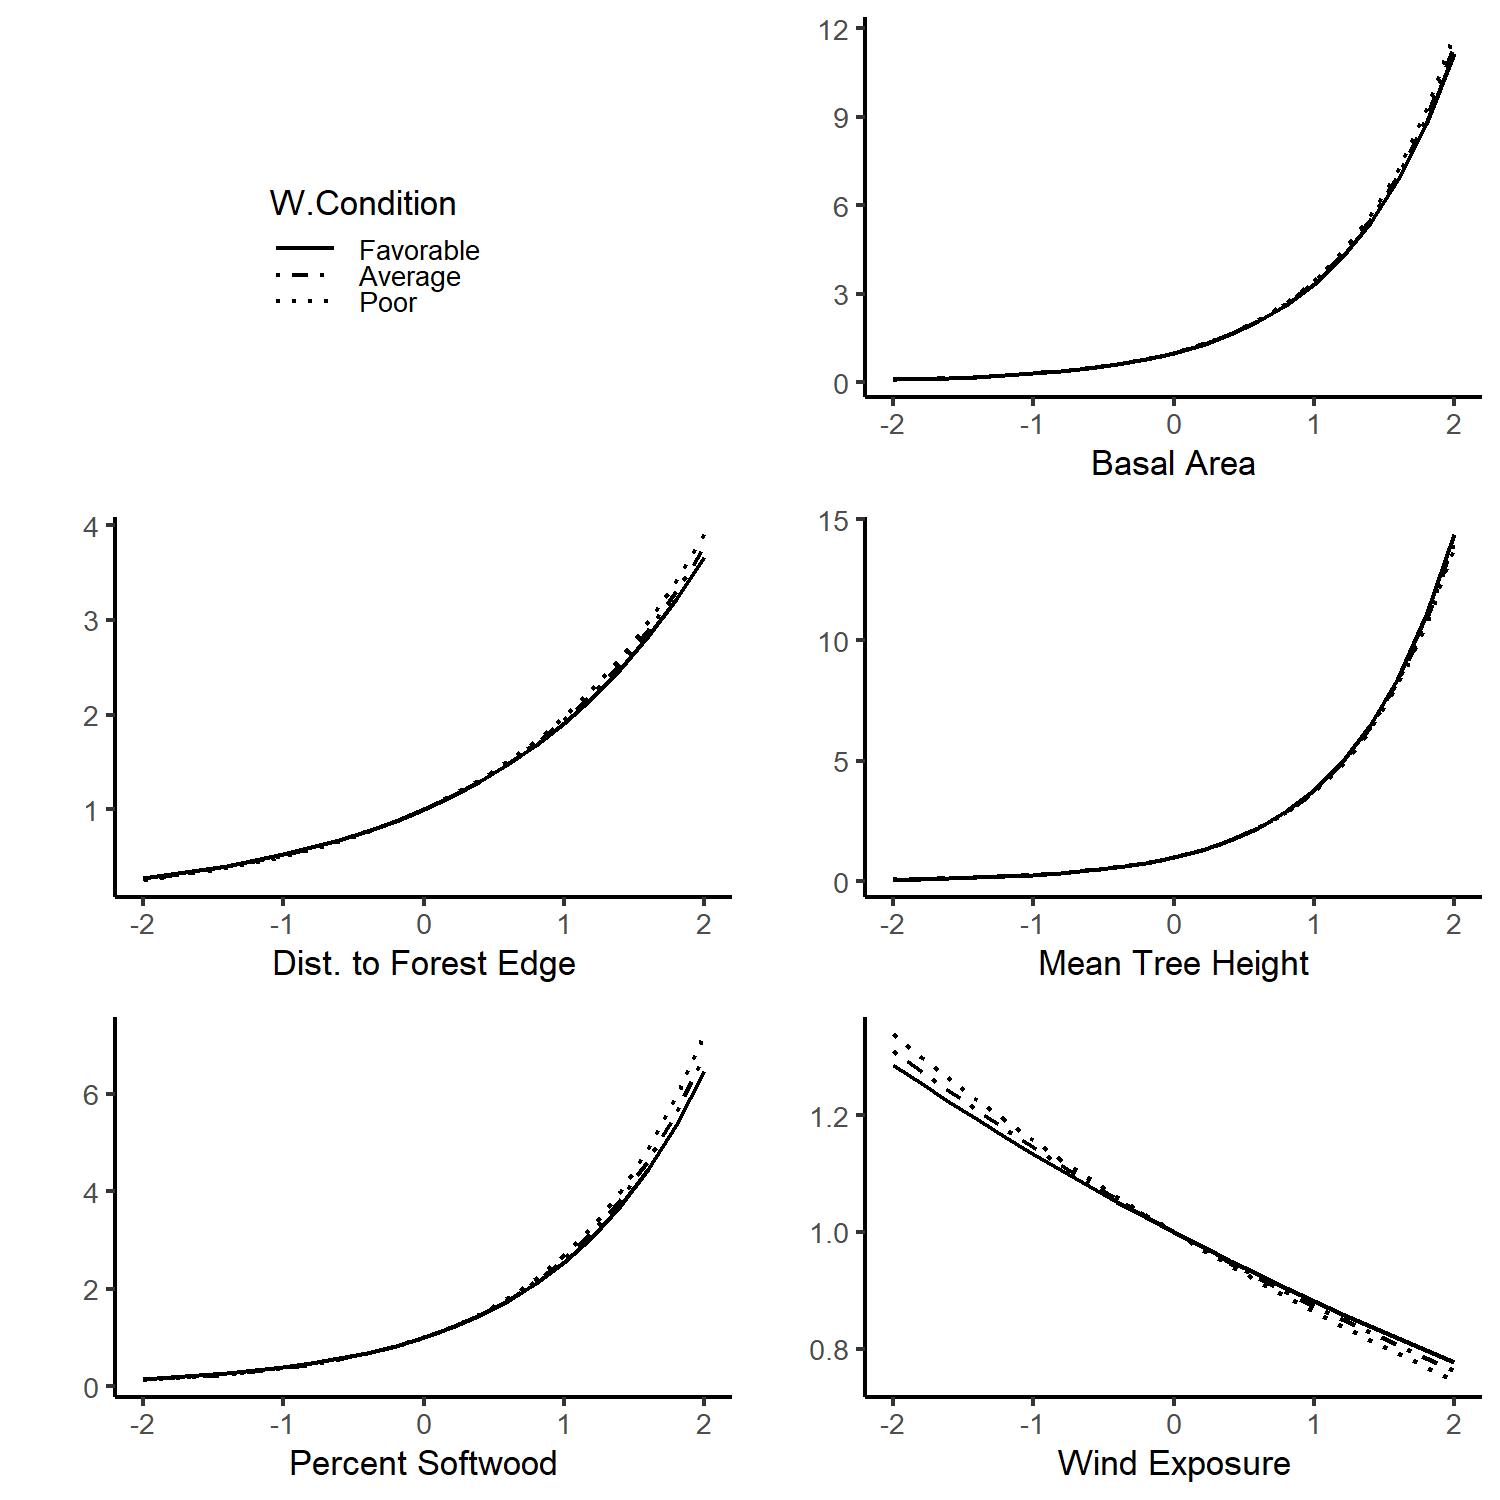 W.Condition
Favorable
Average
Poor
12
9
6
3
0
-2 -1 0 1 2
Basal Area
4
3
2
1
-2 -1 0 1 2
Dist. to Forest Edge
15
10
5
0
-2 -1 0 1 2
Mean Tree Height
6
4
2
0
-2 -1 0 1 2
Percent Softwood
1.2
1.0
0.8
-2 -1 0 1 2
Wind Exposure